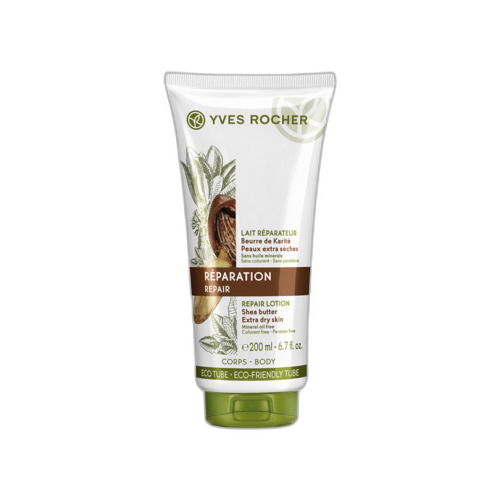 YVES ROCHER
LAIT RÉPARATEUR
Beurre de Karité
Peaux extra sèches
Sans huile minérale
Sans colorant - Sans parabène
RÉPARATION
REPAIR
REPAIR LOTION
Shea butter
Extra dry skin
Mineral oil free
Colorant free - Paraben free
℮200 ml - 6.7 fl. oz.
CORPS - BODY
ECO TUBE - ECO-FRIENDLY TUBE